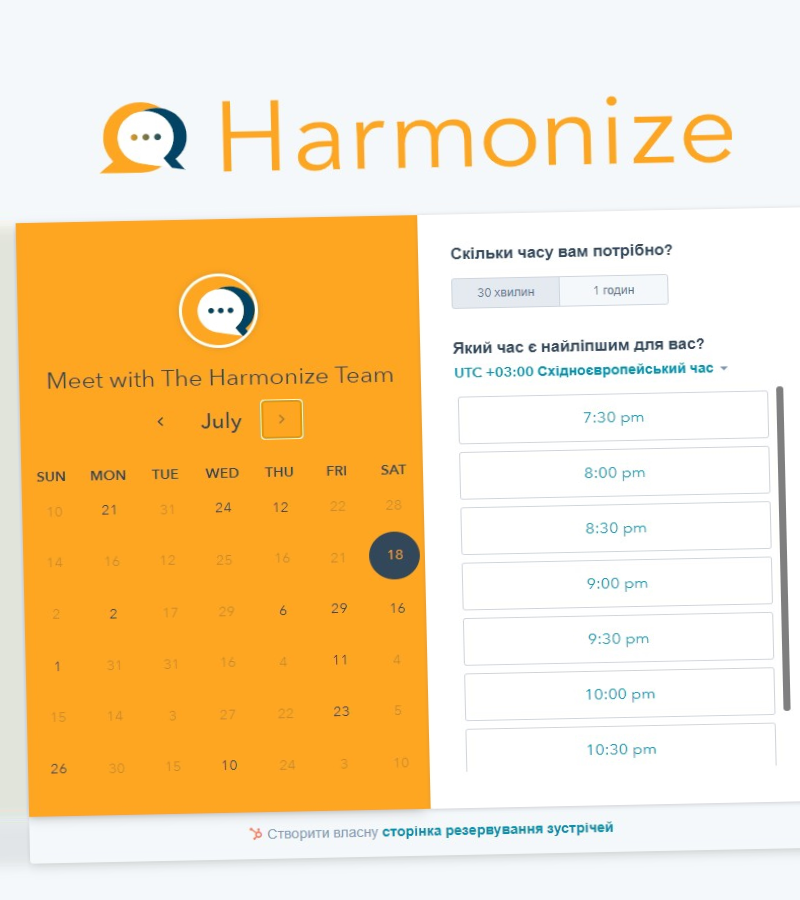 Harmonize
Meet with The Harmonize Team
July
SUN MON TUE WED THU FRI SAT
10 21 31 24 12 22 28
14 16 12 25 16 21 18
2 2 17 29 6 29 16
1 31 31 16 4 11 4
15 14 3 27 22 23 5
26 30 15 10 24 3 10
Скільки часу вам потрібно?
30 хвилин 1 годин
Який час є найліпшим для вас?
UTC +03:00 Східноєвропейський час
7:30 pm
8:00 pm
8:30 pm
9:00 pm
9:30 pm
10:00 pm
10:30 pm
Створити власну сторінка резервування зустрічей